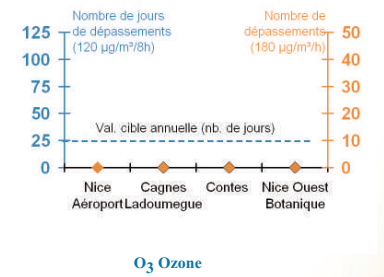 Nombre de jours
de dépassements
(120 µg/m³/8h)
Nombre de
dépassements
(180 µg/m³/h)
125
100
75
50
25
0
50
40
30
20
10
0
Val. cible annuelle (nb. de jours)
Nice
Aéroport
Cagnes
Ladoumegue
Contes
Nice Ouest
Botanique
O3 Ozone